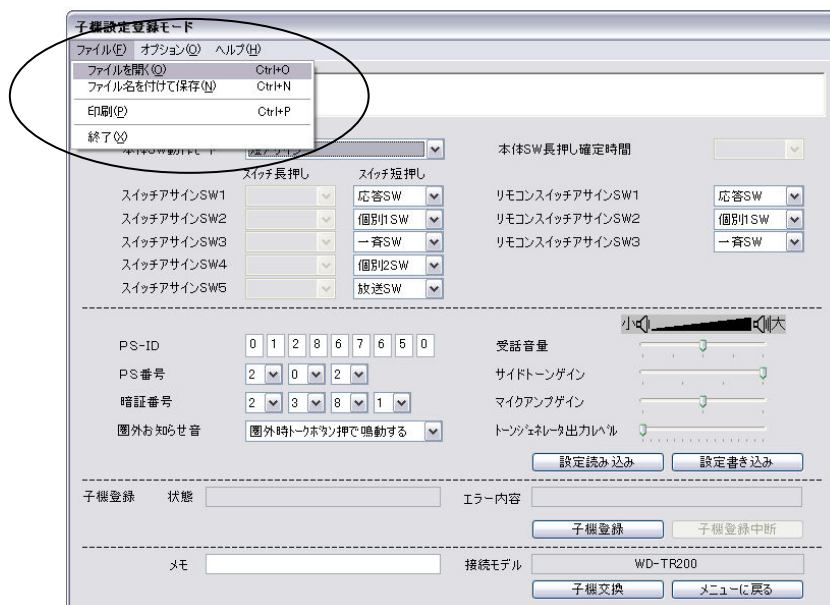 子機設定登録モード
ファイル(F) オプション(O) ヘルプ(H)
ファイルを開く(O) Ctrl+O
ファイル名を付けて保存(N) Ctrl+N
印刷(P) Ctrl+P
終了(X)
本体SW長押し確定時間
スイッチ長押し スイッチ短押し
スイッチアサインSW1 応答SW リモコンスイッチアサインSW1 応答SW
スイッチアサインSW2 個別1SW リモコンスイッチアサインSW2 個別1SW
スイッチアサインSW3 一斉SW リモコンスイッチアサインSW3 一斉SW
スイッチアサインSW4 個別2SW
スイッチアサインSW5 放送SW
小 大
PS-ID 0 1 2 8 6 7 6 5 0 受話音量
PS番号 2 0 2 サイドトーンゲイン
暗証番号 2 3 8 1 マイクアンプゲイン
圏外お知らせ音 圏外時トークボタン押で鳴動する トーンジェネレータ出力レベル
設定読み込み 設定書き込み
子機登録 状態 エラー内容
子機登録 子機登録中断
メモ 接続モデル WD-TR200
子機交換 メニューに戻る